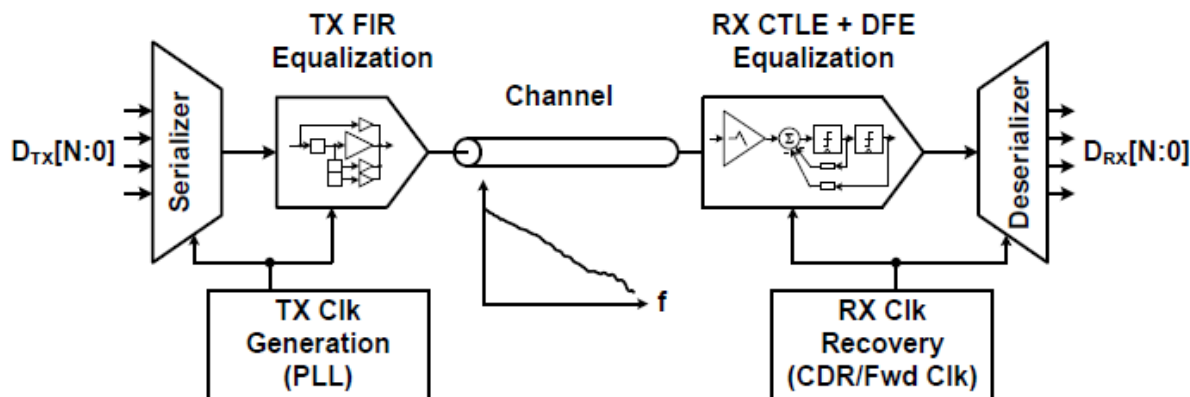 TX FIR
Equalization
RX CTLE + DFE
Equalization
Channel
Serializer
Deserializer
DTX[N:0]
DRX[N:0]
Σ
f
TX Clk
Generation
(PLL)
RX Clk
Recovery
(CDR/Fwd Clk)